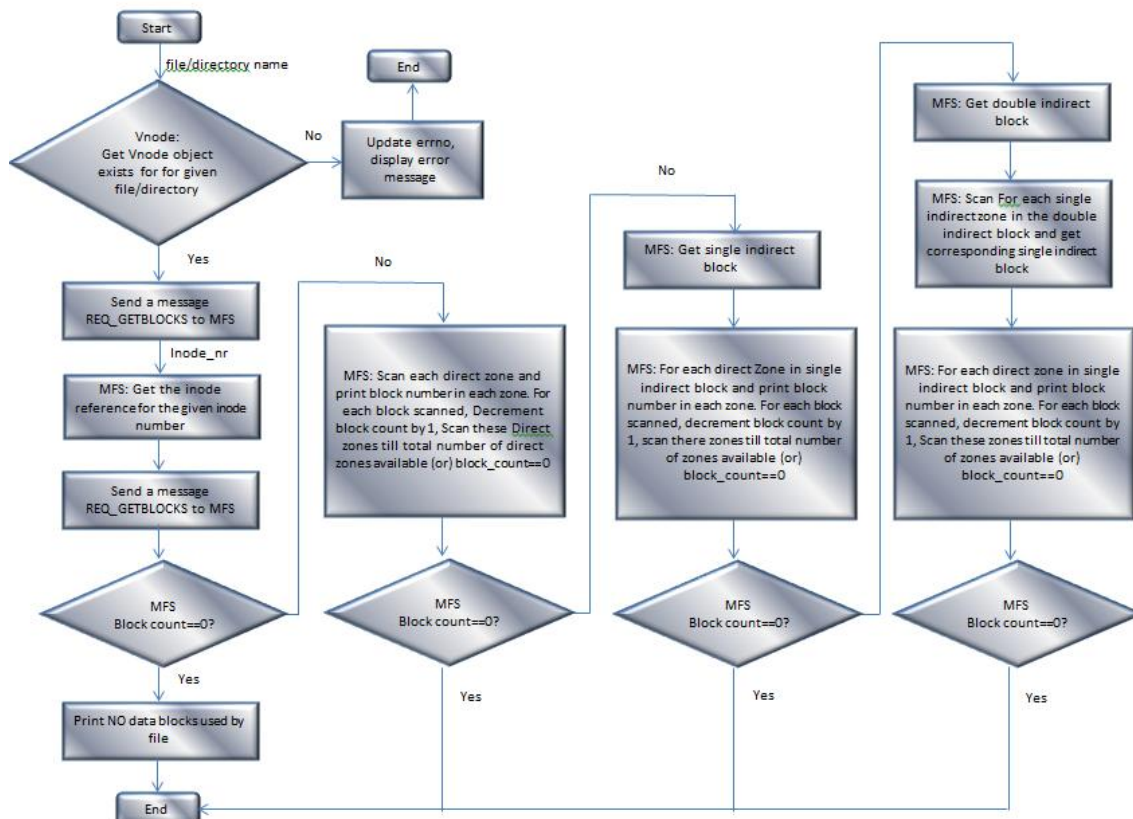 Start
file/directory name
Vnode:
Get Vnode object
exists for for given
file/directory
No
Update errno,
display error
message
End
Yes
Send a message
REQ_GETBLOCKS to MFS
Inode_nr
MFS: Get the inode
reference for the given inode
number
Send a message
REQ_GETBLOCKS to MFS
MFS
Block count==0?
Yes
Print NO data blocks used by
file
End
No
MFS: Scan each direct zone and
print block number in each zone. For
each block scanned, Decrement
block count by 1, Scan these Direct
zones till total number of direct
zones available (or) block_count==0
MFS
Block count==0?
Yes
No
MFS: Get single indirect
block
MFS: For each direct Zone in single
indirect block and print block
number in each zone. For each block
scanned, decrement block count by
1, scan there zones till total number
of zones available (or)
block_count==0
MFS
Block count==0?
Yes
No
MFS: Get double indirect
block
MFS: Scan For each single
indirect zone in the double
indirect block and get
corresponding single indirect
block
MFS: For each direct zone in single
indirect block and print block
number in each zone. For each block
scanned, decrement block count by
1, Scan these zones till total number
of zones available (or)
block_count==0
MFS
Block count==0?
Yes